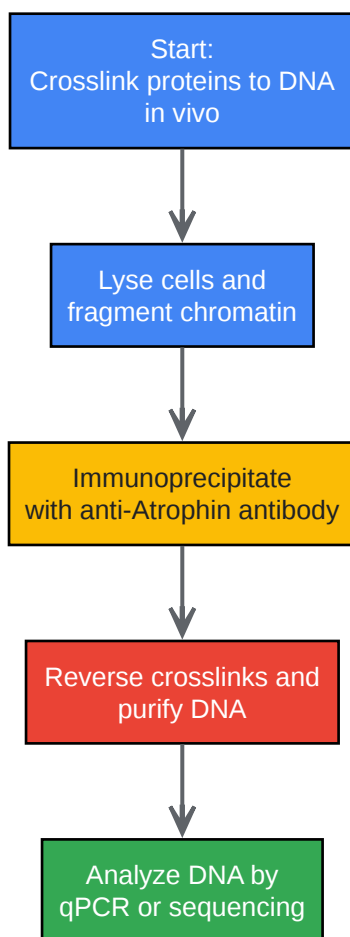 Start:
Crosslink proteins to DNA
in vivo
Lyse cells and
fragment chromatin
Immunoprecipitate
with anti-Atrophin antibody
Reverse crosslinks and
purify DNA
Analyze DNA by
qPCR or sequencing